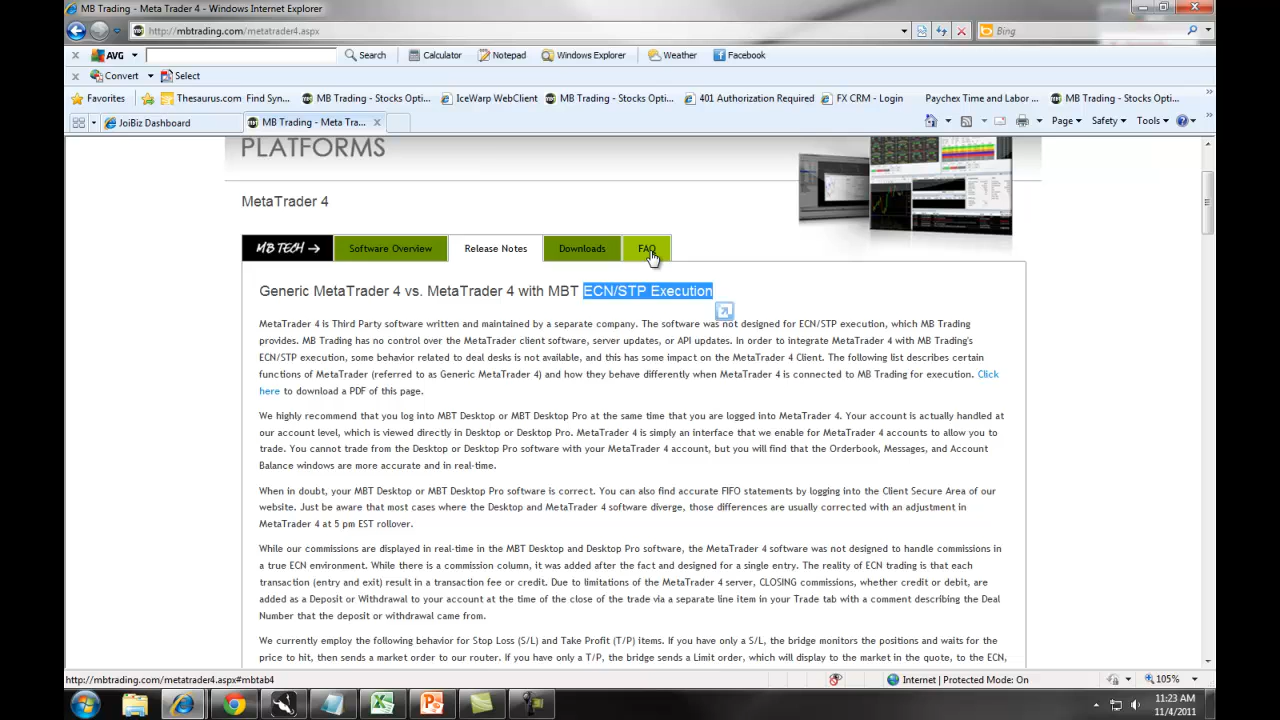 MB Trading - Meta Trader 4 - Windows Internet Explorer
http://mbtrading.com/metatrader4.aspx
Bing
AVG
Search
Calculator
Notepad
Windows Explorer
Weather
Facebook
Convert
Select
Favorites
Thesaurus.com Find Syn...
MB Trading - Stocks Opti...
IceWarp WebClient
MB Trading - Stocks Opti...
401 Authorization Required
FX CRM - Login
Paychex Time and Labor ...
MB Trading - Stocks Opti...
JoiBiz Dashboard
MB Trading - Meta Tra...
Page
Safety
Tools
PLATFORMS
MetaTrader 4
MB TECH
Software Overview
Release Notes
Downloads
FAQ
Generic MetaTrader 4 vs. MetaTrader 4 with MBT ECN/STP Execution
MetaTrader 4 is Third Party software written and maintained by a separate company. The software was not designed for ECN/STP execution, which MB Trading
provides. MB Trading has no control over the MetaTrader client software, server updates, or API updates. In order to integrate MetaTrader 4 with MB Trading's
ECN/STP execution, some behavior related to deal desks is not available, and this has some impact on the MetaTrader 4 Client. The following list describes certain
functions of MetaTrader (referred to as Generic MetaTrader 4) and how they behave differently when MetaTrader 4 is connected to MB Trading for execution. Click
here to download a PDF of this page.
We highly recommend that you log into MBT Desktop or MBT Desktop Pro at the same time that you are logged into MetaTrader 4. Your account is actually handled at
our account level, which is viewed directly in Desktop or Desktop Pro. MetaTrader 4 is simply an interface that we enable for MetaTrader 4 accounts to allow you to
trade. You cannot trade from the Desktop or Desktop Pro software with your MetaTrader 4 account, but you will find that the Orderbook, Messages, and Account
Balance windows are more accurate and in real-time.
When in doubt, your MBT Desktop or MBT Desktop Pro software is correct. You can also find accurate FIFO statements by logging into the Client Secure Area of our
website. Just be aware that most cases where the Desktop and MetaTrader 4 software diverge, those differences are usually corrected with an adjustment in
MetaTrader 4 at 5 pm EST rollover.
While our commissions are displayed in real-time in the MBT Desktop and Desktop Pro software, the MetaTrader 4 software was not designed to handle commissions in
a true ECN environment. While there is a commission column, it was added after the fact and designed for a single entry. The reality of ECN trading is that each
transaction (entry and exit) result in a transaction fee or credit. Due to limitations of the MetaTrader 4 server, CLOSING commissions, whether credit or debit, are
added as a Deposit or Withdrawal to your account at the time of the close of the trade via a separate line item in your Trade tab with a comment describing the Deal
Number that the deposit or withdrawal came from.
We currently employ the following behavior for Stop Loss (S/L) and Take Profit (T/P) items. If you have only a S/L, the bridge monitors the positions and waits for the
price to hit, then sends a market order to our router. If you have only a T/P, the bridge sends a Limit order, which will display to the market in the quote, to the ECN,
http://mbtrading.com/metatrader4.aspx#mbtab4
Internet | Protected Mode: On
105%
11:23 AM
11/4/2011